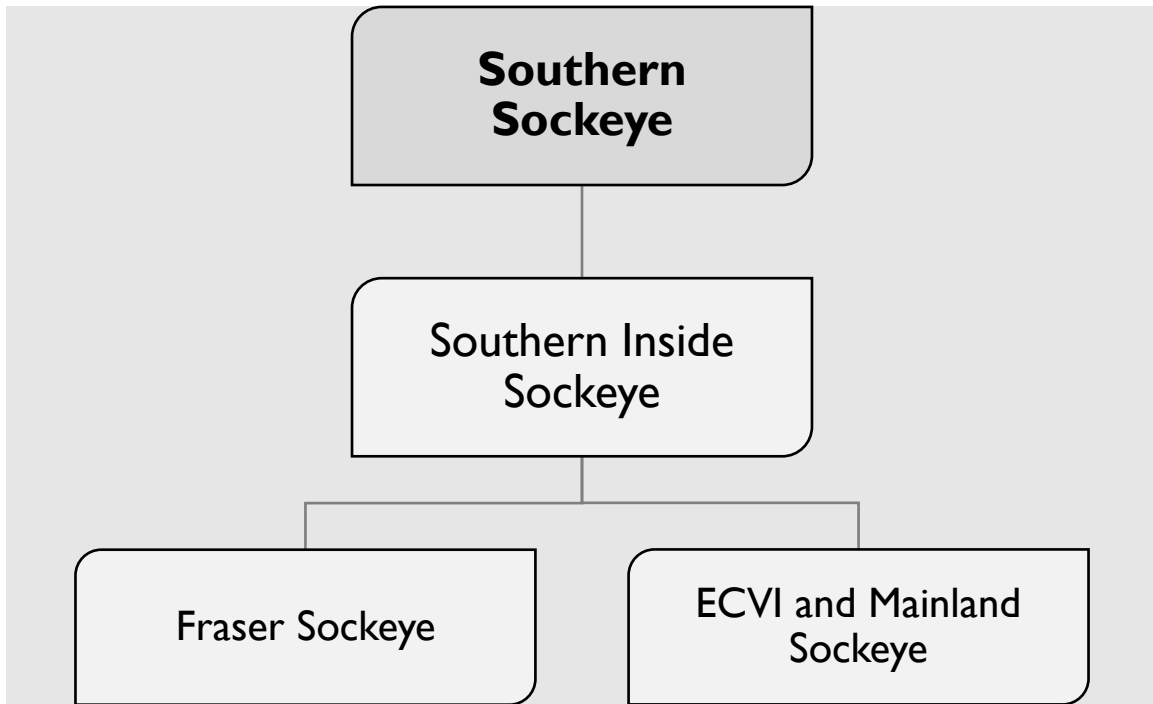 Southern
Sockeye
Southern Inside
Sockeye
Fraser Sockeye
ECVI and Mainland
Sockeye